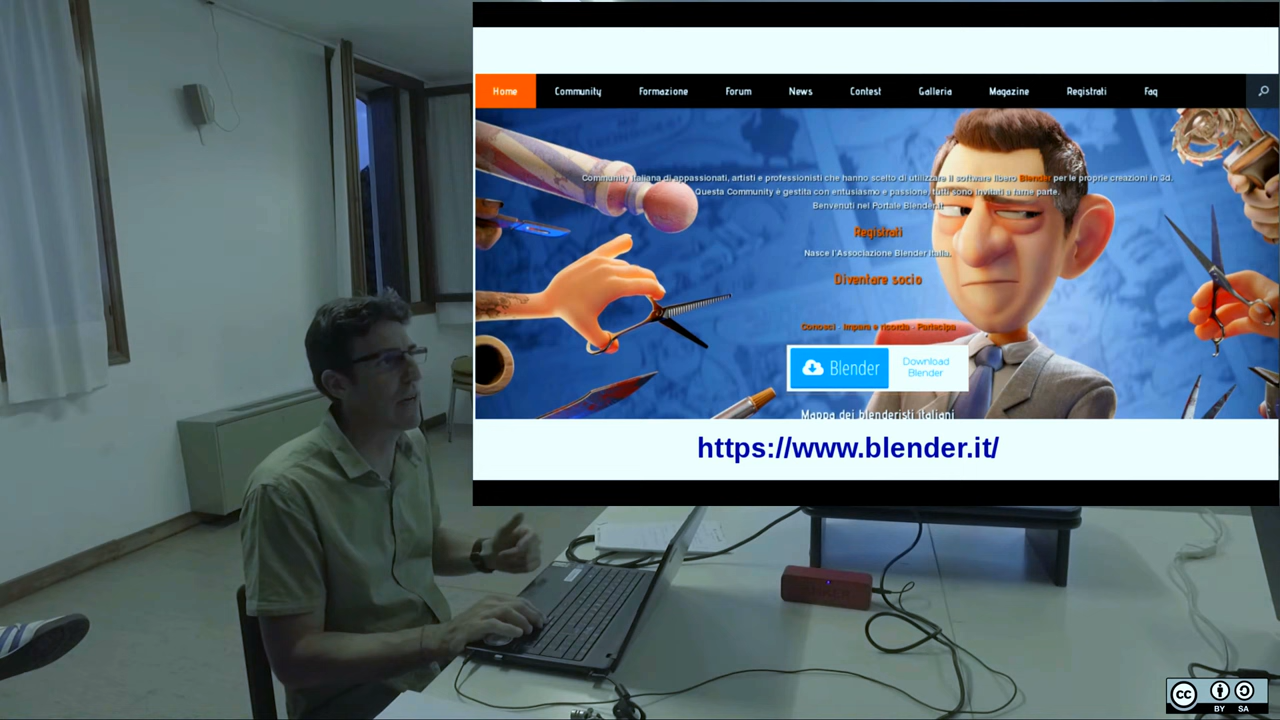 Home Community Formazione Forum News Contest Galleria Magazine Registrati Faq
Community italiana di appassionati, artisti e professionisti che hanno scelto di utilizzare il software libero Blender per le proprie creazioni in 3d.
Questa Community è gestita con entusiasmo e passione, tutti sono invitati a farne parte.
Benvenuti nel Portale Blender.it
Registrati
Nasce l'Associazione Blender Italia.
Diventare socio
Conosci - Impara e ricorda - Partecipa
Blender
Download
Blender
Mappa dei blenderisti italiani
https://www.blender.it/
cc
BY SA